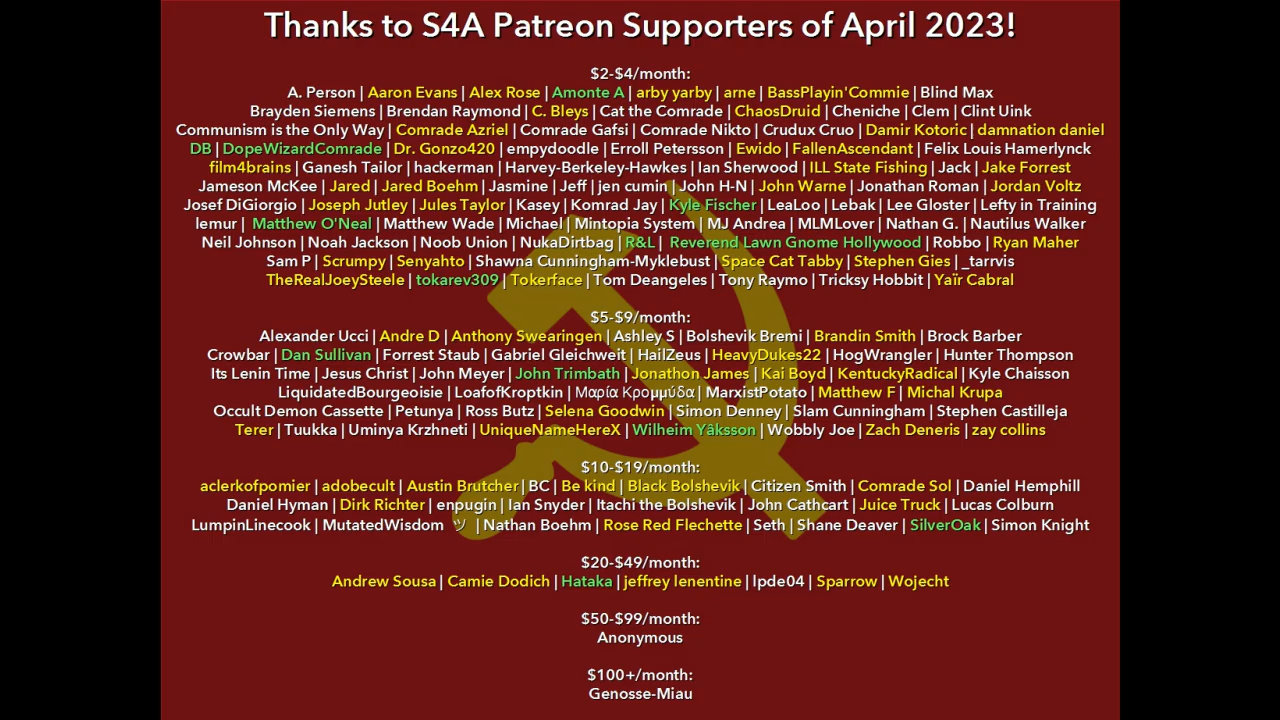 Thanks to S4A Patreon Supporters of April 2023!
$2-$4/month:
A. Person | Aaron Evans | Alex Rose | Amonte A | arby yarby | arne | BassPlayin'Commie | Blind Max
Brayden Siemens | Brendan Raymond | C. Bleys | Cat the Comrade | ChaosDruid | Cheniche | Clem | Clint Uink
Communism is the Only Way | Comrade Azriel | Comrade Gafsi | Comrade Nikto | Crudux Cruo | Damir Kotoric | damnation daniel
DB | DopeWizardComrade | Dr. Gonzo420 | empydoodle | Erroll Petersson | Ewido | FallenAscendant | Felix Louis Hamerlynck
film4brains | Ganesh Tailor | hackerman | Harvey-Berkeley-Hawkes | Ian Sherwood | ILL State Fishing | Jack | Jake Forrest
Jameson McKee | Jared | Jared Boehm | Jasmine | Jeff | jen cumin | John H-N | John Warne | Jonathan Roman | Jordan Voltz
Josef DiGiorgio | Joseph Jutley | Jules Taylor | Kasey | Komrad Jay | Kyle Fischer | LeaLoo | Lebak | Lee Gloster | Lefty in Training
lemur | Matthew O'Neal | Matthew Wade | Michael | Mintopia System | MJ Andrea | MLMLover | Nathan G. | Nautilus Walker
Neil Johnson | Noah Jackson | Noob Union | NukaDirtbag | R&L | Reverend Lawn Gnome Hollywood | Robbo | Ryan Maher
Sam P | Scrumpy | Senyahto | Shawna Cunningham-Myklebust | Space Cat Tabby | Stephen Gies | _tarrvis
TheRealJoeySteele | tokarev309 | Tokerface | Tom Deangeles | Tony Raymo | Tricksy Hobbit | Yaïr Cabral
$5-$9/month:
Alexander Ucci | Andre D | Anthony Swearingen | Ashley S | Bolshevik Bremi | Brandin Smith | Brock Barber
Crowbar | Dan Sullivan | Forrest Staub | Gabriel Gleichweit | HailZeus | HeavyDukes22 | HogWrangler | Hunter Thompson
Its Lenin Time | Jesus Christ | John Meyer | John Trimbath | Jonathon James | Kai Boyd | KentuckyRadical | Kyle Chaisson
LiquidatedBourgeoisie | LoafofKroptkin | Μαρία Κρομμύδα | MarxistPotato | Matthew F | Michal Krupa
Occult Demon Cassette | Petunya | Ross Butz | Selena Goodwin | Simon Denney | Slam Cunningham | Stephen Castilleja
Terer | Tuukka | Uminya Krzhneti | UniqueNameHereX | Wilheim Yâksson | Wobbly Joe | Zach Deneris | zay collins
$10-$19/month:
aclerkofpomier | adobecult | Austin Brutcher | BC | Be kind | Black Bolshevik | Citizen Smith | Comrade Sol | Daniel Hemphill
Daniel Hyman | Dirk Richter | enpugin | Ian Snyder | Itachi the Bolshevik | John Cathcart | Juice Truck | Lucas Colburn
LumpinLinecook | MutatedWisdom ツ | Nathan Boehm | Rose Red Flechette | Seth | Shane Deaver | SilverOak | Simon Knight
$20-$49/month:
Andrew Sousa | Camie Dodich | Hataka | jeffrey lenentine | lpde04 | Sparrow | Wojecht
$50-$99/month:
Anonymous
$100+/month:
Genosse-Miau